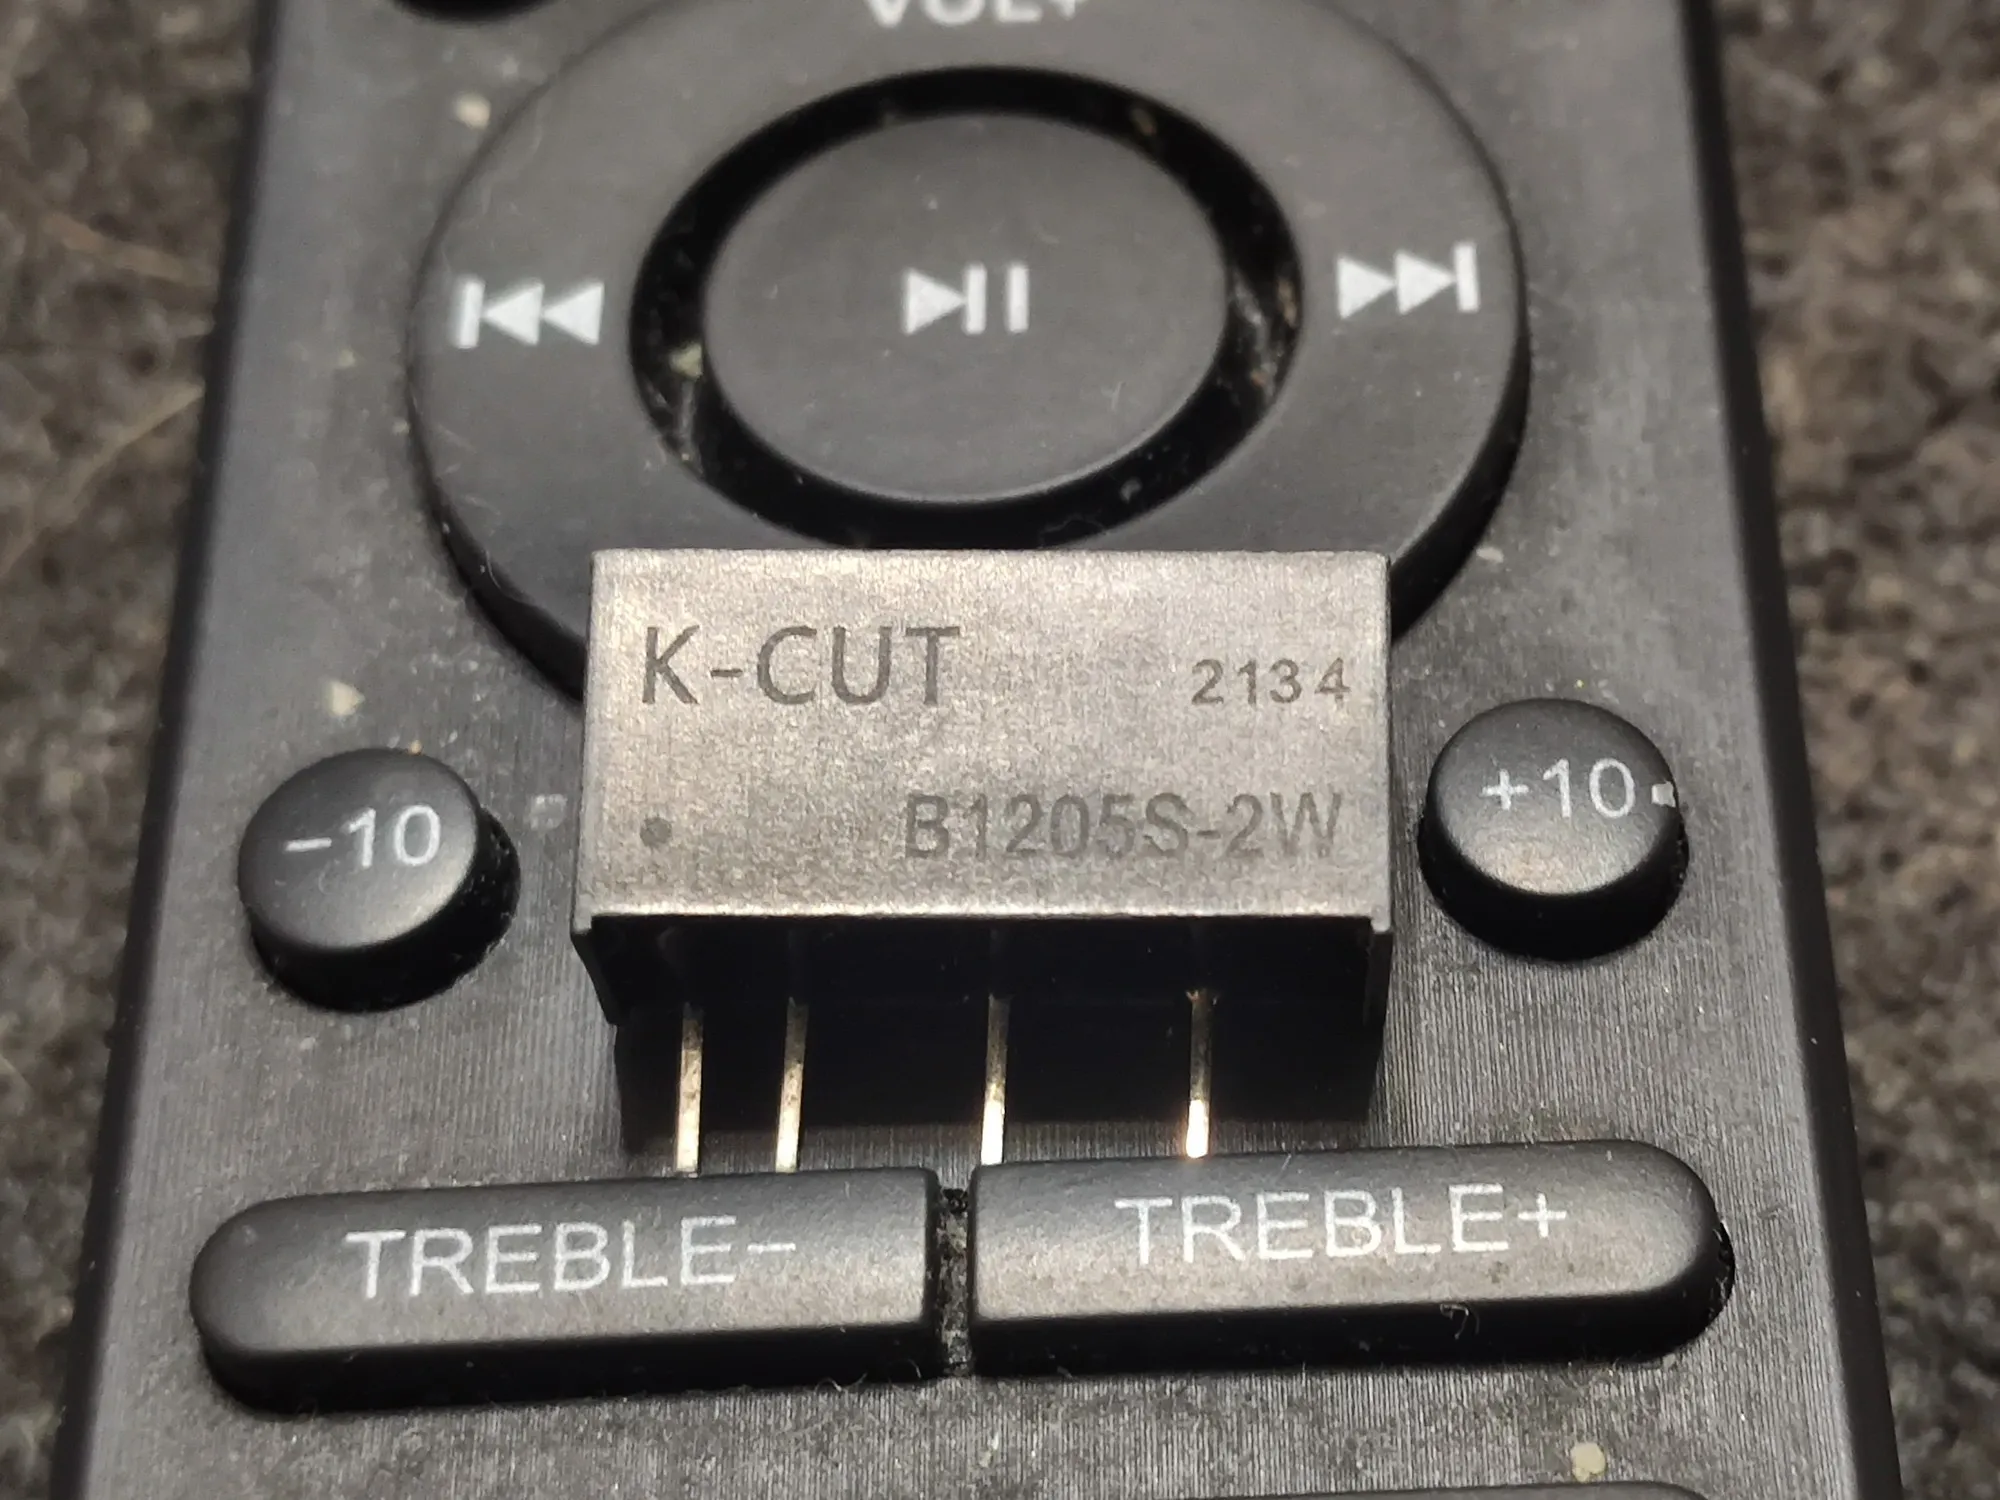 VOL+
K-CUT 2134
B1205S-2W
-10
+10
TREBLE-
TREBLE+